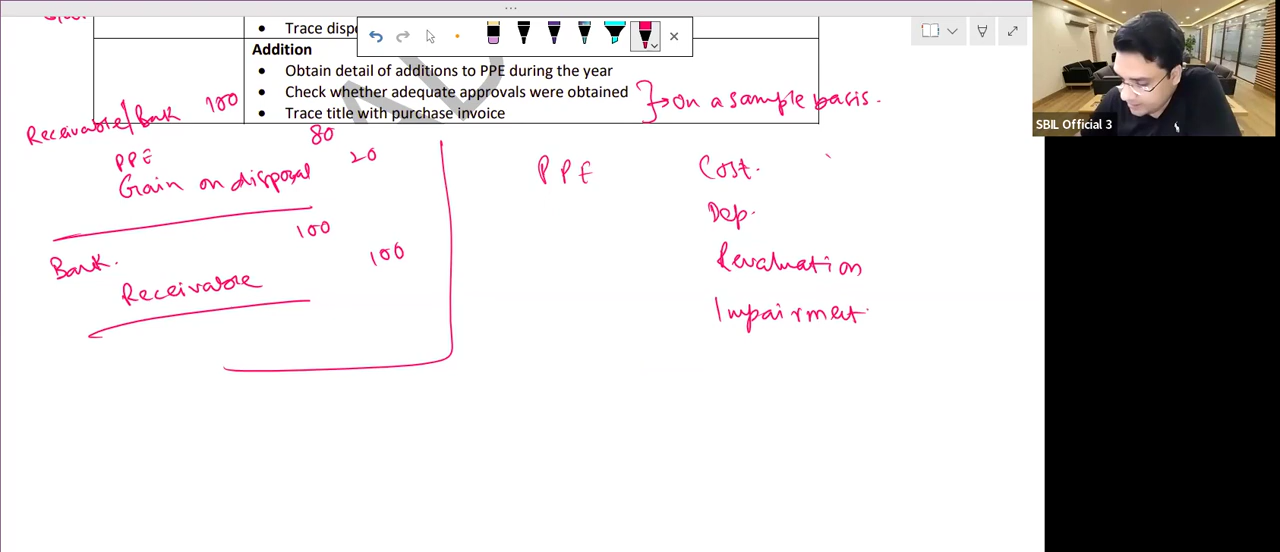 Trace disp
Addition
Obtain detail of additions to PPE during the year
Check whether adequate approvals were obtained
Trace title with purchase invoice
on a sample basis.
Receivable/Bank 100
PPE 80
Gain on disposal 20
Bank. 100
Receivable 100
PPE
Cost.
Dep.
Revaluation
Impairment.
SBIL Official 3